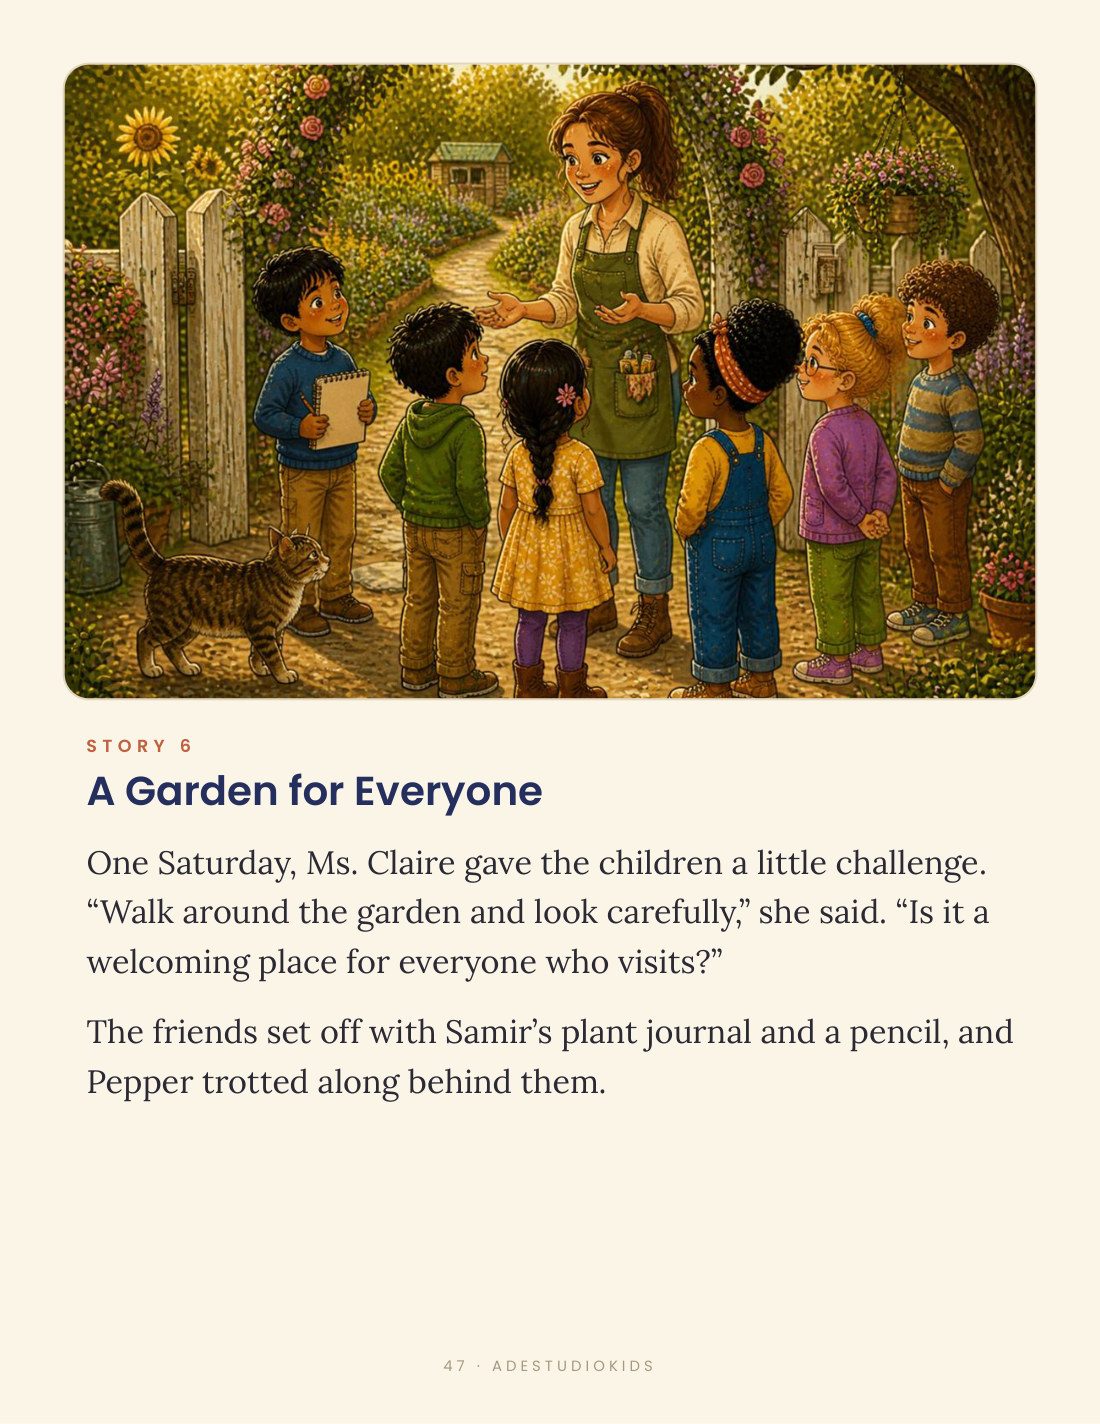 STORY 6
A Garden for Everyone
One Saturday, Ms. Claire gave the children a little challenge.
“Walk around the garden and look carefully,” she said. “Is it a
welcoming place for everyone who visits?”
The friends set off with Samir’s plant journal and a pencil, and
Pepper trotted along behind them.
47 · ADESTUDIOKIDS